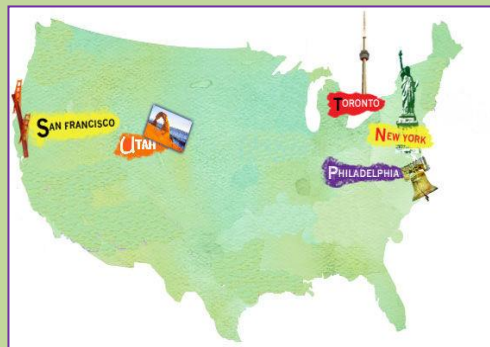 TORONTO
SAN FRANCISCO
NEW YORK
UTAH
PHILADELPHIA